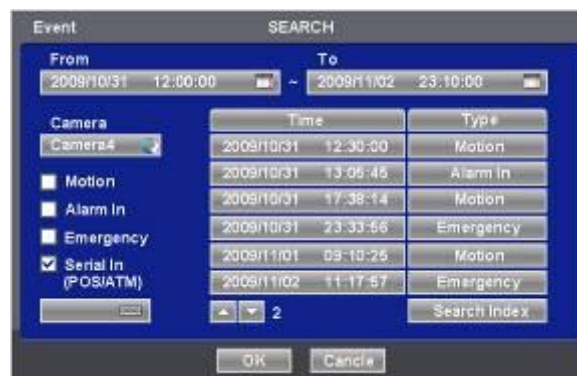 Event SEARCH
From To
2009/10/31 12:00:00 ~ 2009/11/02 23:10:00
Camera
Camera4
Motion
Alarm In
Emergency
Serial In
(POS/ATM)
Time Type
2009/10/31 12:30:00 Motion
2009/10/31 13:05:45 Alarm In
2009/10/31 17:38:14 Motion
2009/10/31 23:33:56 Emergency
2009/11/01 09:10:25 Motion
2009/11/02 11:17:57 Emergency
2 Search Index
OK Cancle